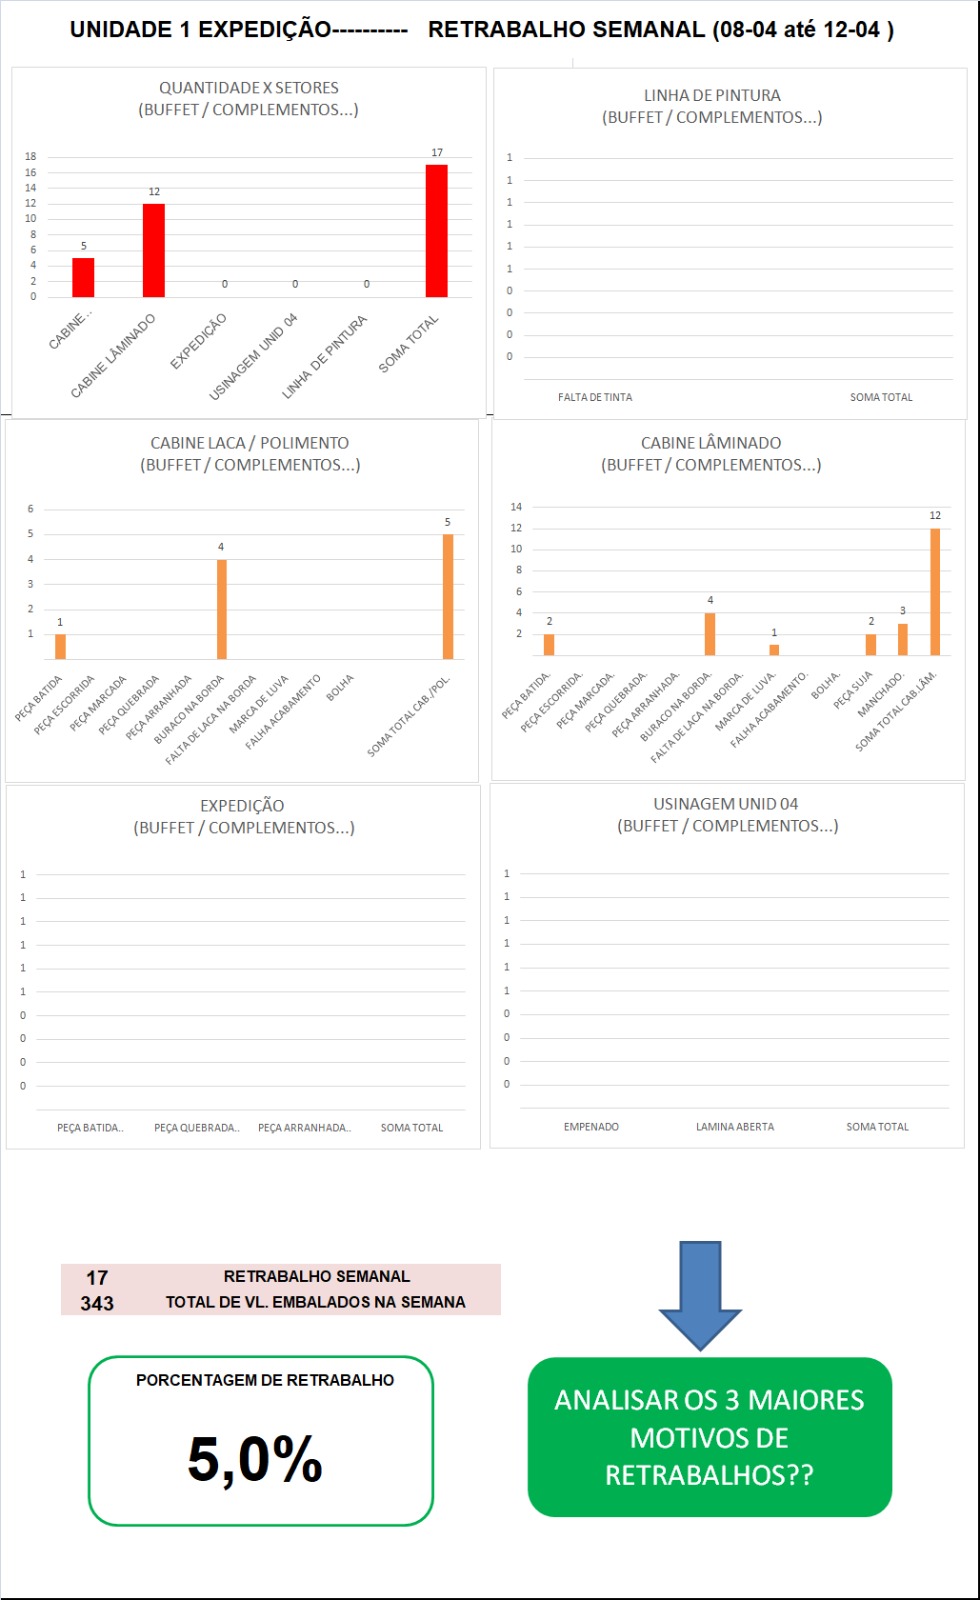 UNIDADE 1 EXPEDIÇÃO---------- RETRABALHO SEMANAL (08-04 até 12-04 )
QUANTIDADE X SETORES
(BUFFET / COMPLEMENTOS...)
18
16
14
12
10
8
6
4
2
0
5
12
0
0
0
17
CABINE..
CABINE LÂMINADO
EXPEDIÇÃO
USINAGEM UNID 04
LINHA DE PINTURA
SOMA TOTAL
LINHA DE PINTURA
(BUFFET / COMPLEMENTOS...)
1
1
1
1
1
1
0
0
0
0
FALTA DE TINTA
SOMA TOTAL
CABINE LACA / POLIMENTO
(BUFFET / COMPLEMENTOS...)
6
5
4
3
2
1
1
4
5
PEÇA BATIDA
PEÇA ESCORRIDA
PEÇA MARCADA
PEÇA QUEBRADA
PEÇA ARRANHADA
BURACO NA BORDA
FALTA DE LACA NA BORDA
MARCA DE LUVA
FALHA ACABAMENTO
BOLHA
SOMA TOTAL CAB./POL.
CABINE LÂMINADO
(BUFFET / COMPLEMENTOS...)
14
12
10
8
6
4
2
2
4
1
2
3
12
PEÇA BATIDA.
PEÇA ESCORRIDA.
PEÇA MARCADA.
PEÇA QUEBRADA.
PEÇA ARRANHADA.
BURACO NA BORDA.
FALTA DE LACA NA BORDA.
MARCA DE LUVA.
FALHA ACABAMENTO.
BOLHA.
PEÇA SUJA
MANCHADO.
SOMA TOTAL CAB.LÂM.
EXPEDIÇÃO
(BUFFET / COMPLEMENTOS...)
1
1
1
1
1
1
0
0
0
0
PEÇA BATIDA..
PEÇA QUEBRADA..
PEÇA ARRANHADA..
SOMA TOTAL
USINAGEM UNID 04
(BUFFET / COMPLEMENTOS...)
1
1
1
1
1
1
0
0
0
0
EMPENADO
LAMINA ABERTA
SOMA TOTAL
17 RETRABALHO SEMANAL
343 TOTAL DE VL. EMBALADOS NA SEMANA
PORCENTAGEM DE RETRABALHO
5,0%
ANALISAR OS 3 MAIORES
MOTIVOS DE
RETRABALHOS??